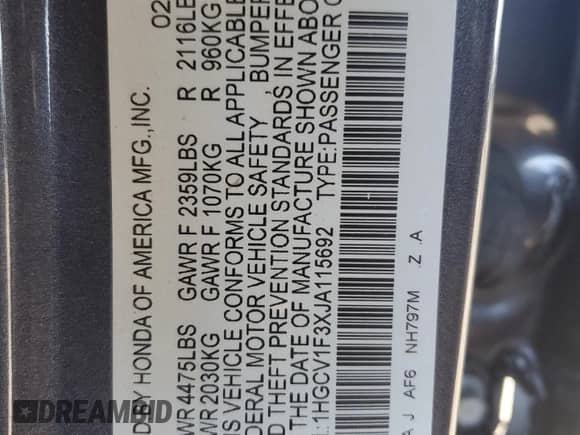 D BY HONDA OF AMERICA MFG.,INC. 02
WR 4475LBS GAWR F 2359LBS R 2116LB
WR 2030KG GAWR F 1070KG R 960KG
IS VEHICLE CONFORMS TO ALL APPLICABLE
DERAL MOTOR VEHICLE SAFETY , BUMPER
D THEFT PREVENTION STANDARDS IN EFFE
THE DATE OF MANUFACTURE SHOWN ABO
.:1HGCV1F3XJA115692 TYPE:PASSENGER C
A J AF6 NH797M .Z .A
DREAMBID